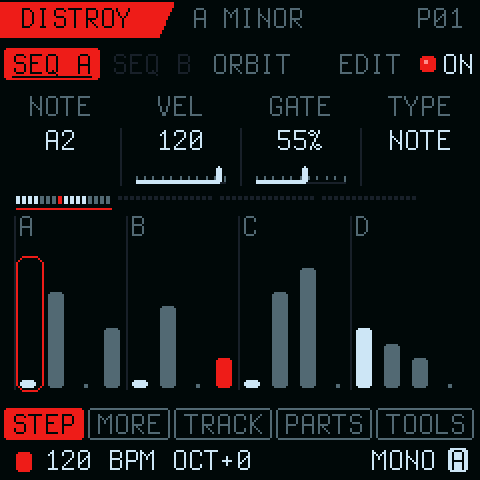 DISTROY A MINOR P01
SEQ A SEQ B ORBIT EDIT ON
NOTE VEL GATE TYPE
A2 120 55% NOTE
A B C D
STEP MORE TRACK PARTS TOOLS
120 BPM OCT+0 MONO A